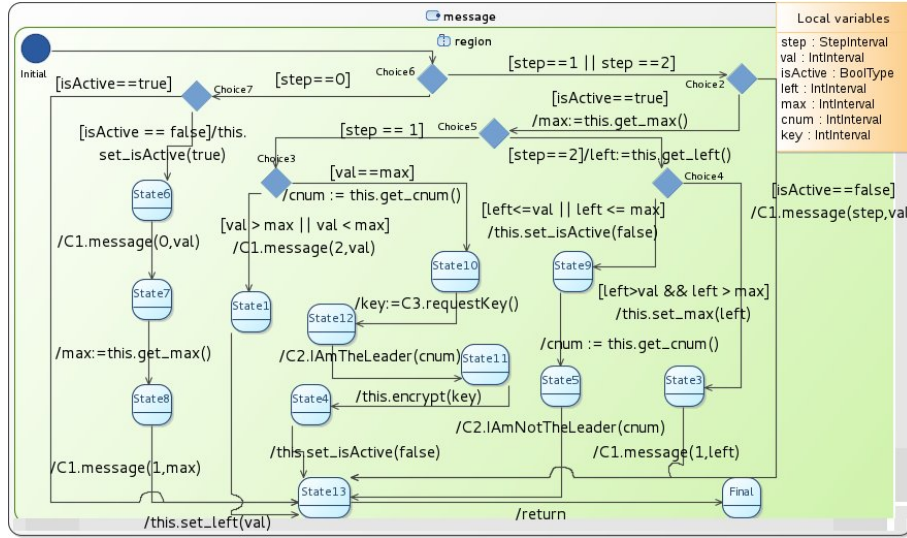 message
region
Local variables
step : StepInterval
val : IntInterval
isActive : BoolType
left : IntInterval
max : IntInterval
cnum : IntInterval
key : IntInterval
Initial
Choice6
[step==1 || step ==2]
Choice2
[isActive==true]
[step==0]
Choice7
[isActive==true]
/max:=this.get_max()
[isActive == false]/this.
set_isActive(true)
[step == 1]
Choice5
[step==2]/left:=this.get_left()
Choice3
[val==max]
/cnum := this.get_cnum()
Choice4
[isActive==false]
/C1.message(step,val
State6
[val > max || val < max]
/C1.message(2,val)
[left<=val || left <= max]
/this.set_isActive(false)
/C1.message(0,val)
State10
State9
State7
State1
[left>val && left > max]
/this.set_max(left)
/key:=C3.requestKey()
State12
/max:=this.get_max()
/C2.IAmTheLeader(cnum)
State11
/cnum := this.get_cnum()
State8
State4
/this.encrypt(key)
State5
State3
/C2.IAmNotTheLeader(cnum)
/C1.message(1,max)
/this.set_isActive(false)
/C1.message(1,left)
State13
Final
/this.set_left(val)
/return